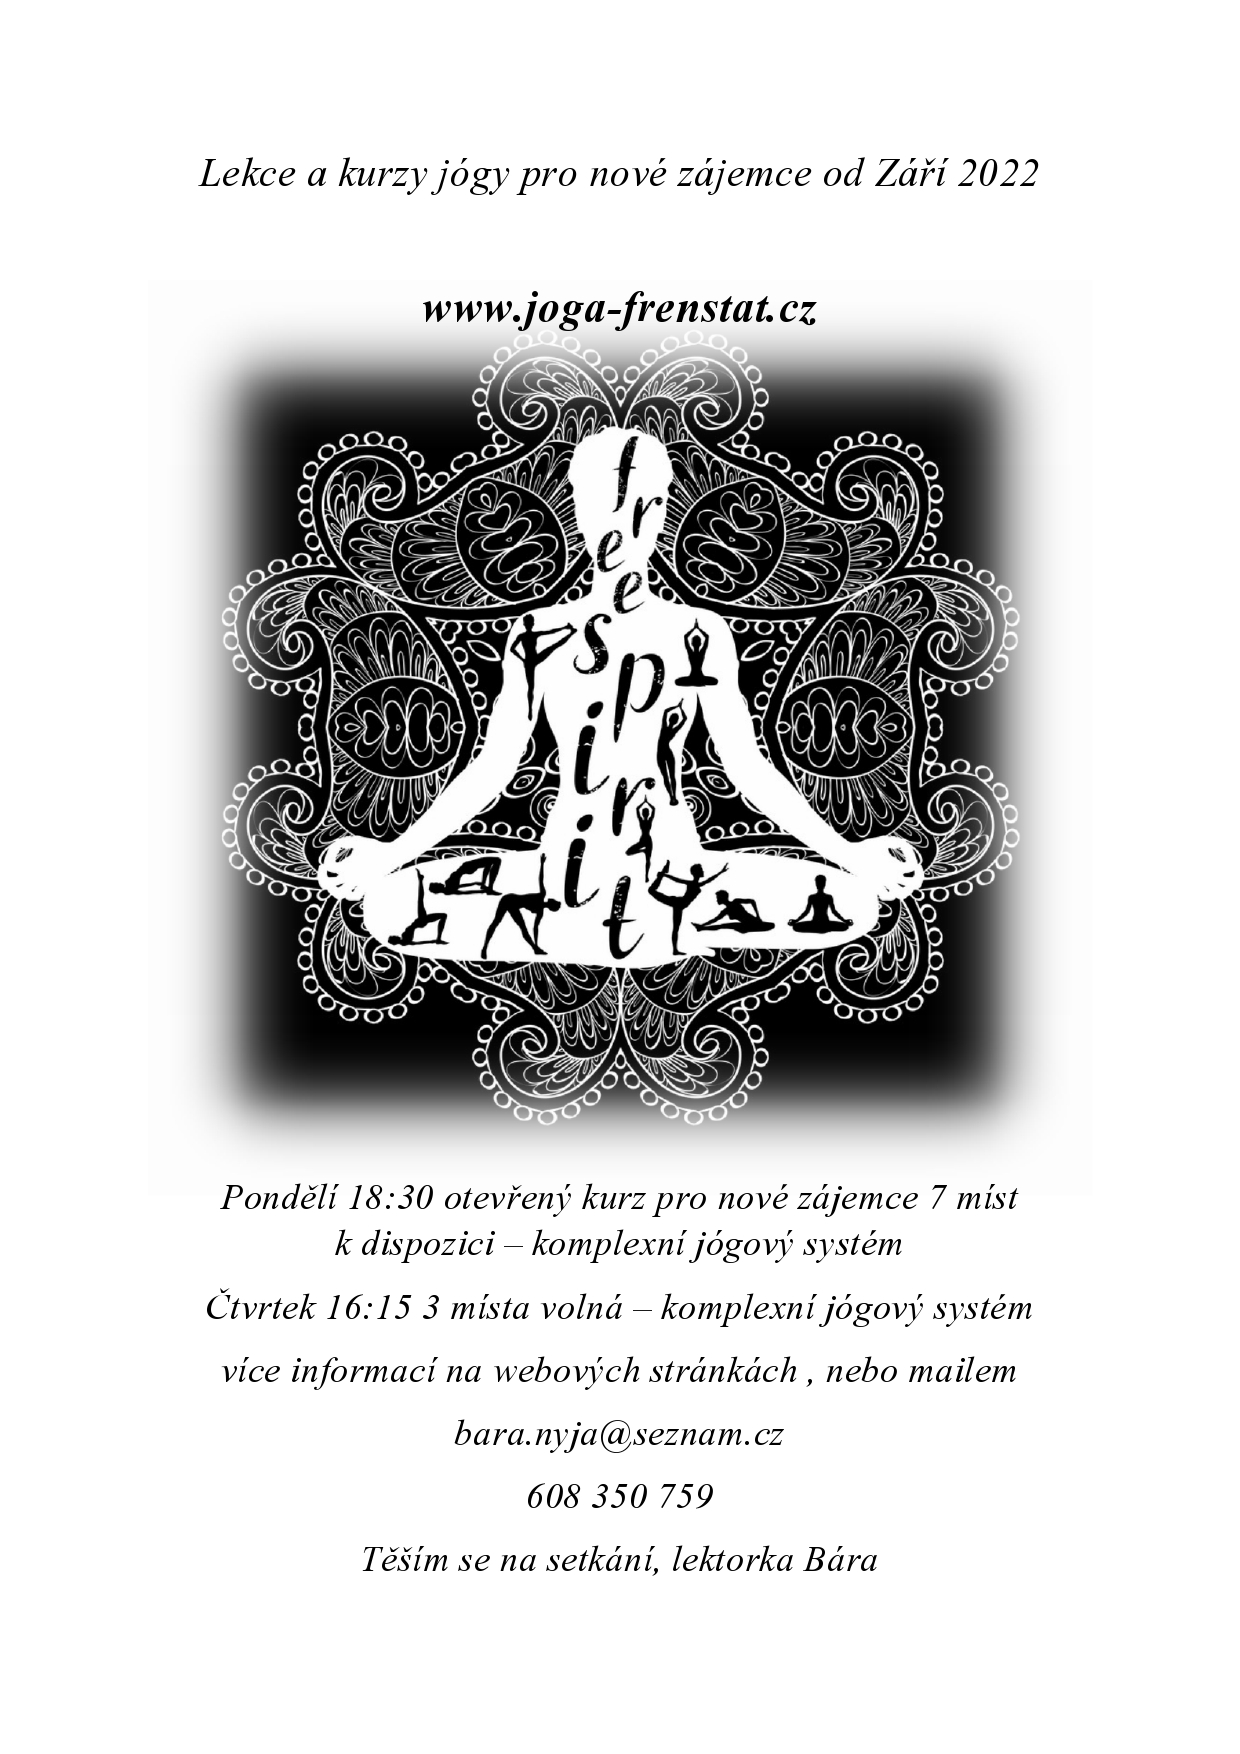 Lekce a kurzy jógy pro nové zájemce od Září 2022
www.joga-frenstat.cz
free
spirit
Pondělí 18:30 otevřený kurz pro nové zájemce 7 míst
k dispozici – komplexní jógový systém
Čtvrtek 16:15 3 místa volná – komplexní jógový systém
více informací na webových stránkách , nebo mailem
bara.nyja@seznam.cz
608 350 759
Těším se na setkání, lektorka Bára